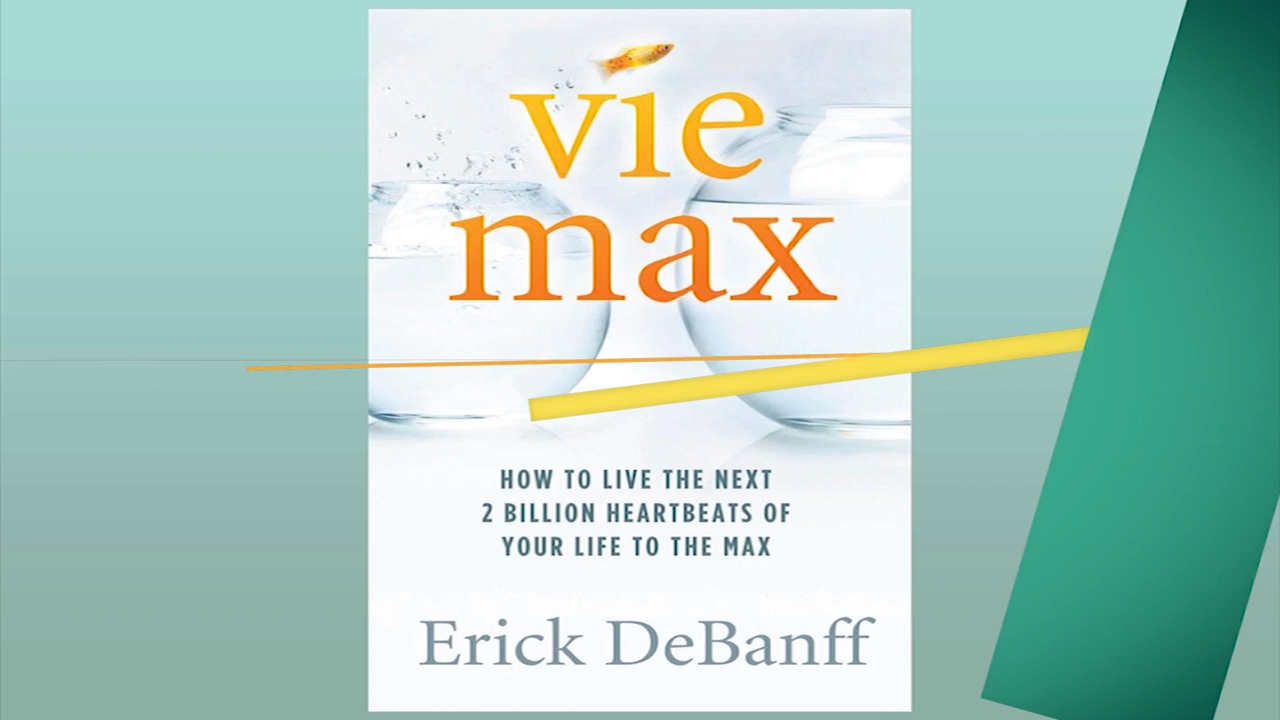 vie
max
HOW TO LIVE THE NEXT
2 BILLION HEARTBEATS OF
YOUR LIFE TO THE MAX
Erick DeBanff